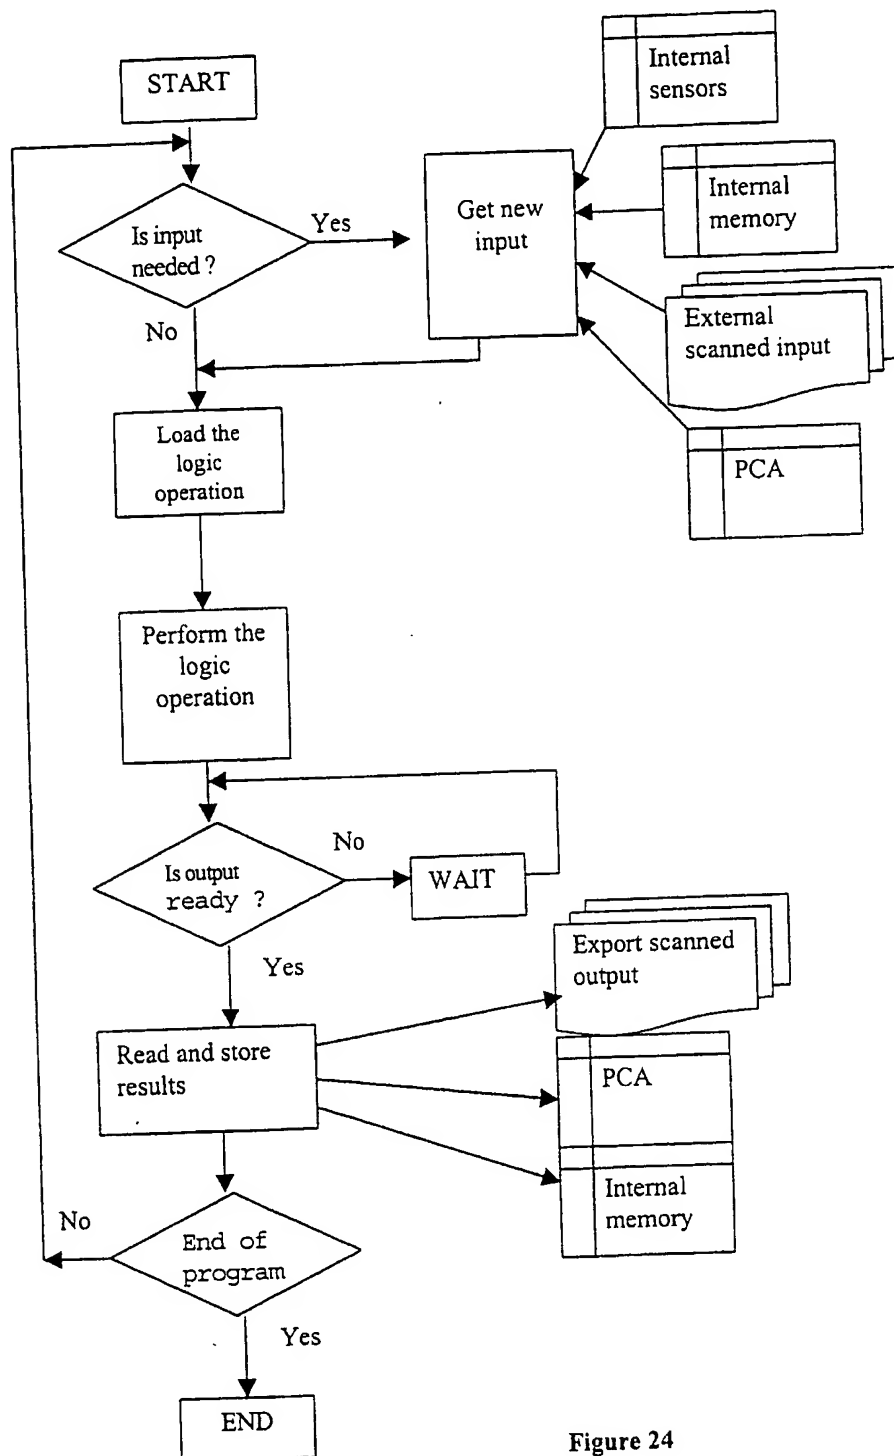 START
Internal
sensors
Internal
memory
Is input
needed ?
Yes
Get new
input
External
scanned input
No
PCA
Load the
logic
operation
Perform the
logic
operation
Is output
ready ?
No
WAIT
Yes
Export scanned
output
Read and store
results
PCA
Internal
memory
No
End of
program
Yes
END
Figure 24